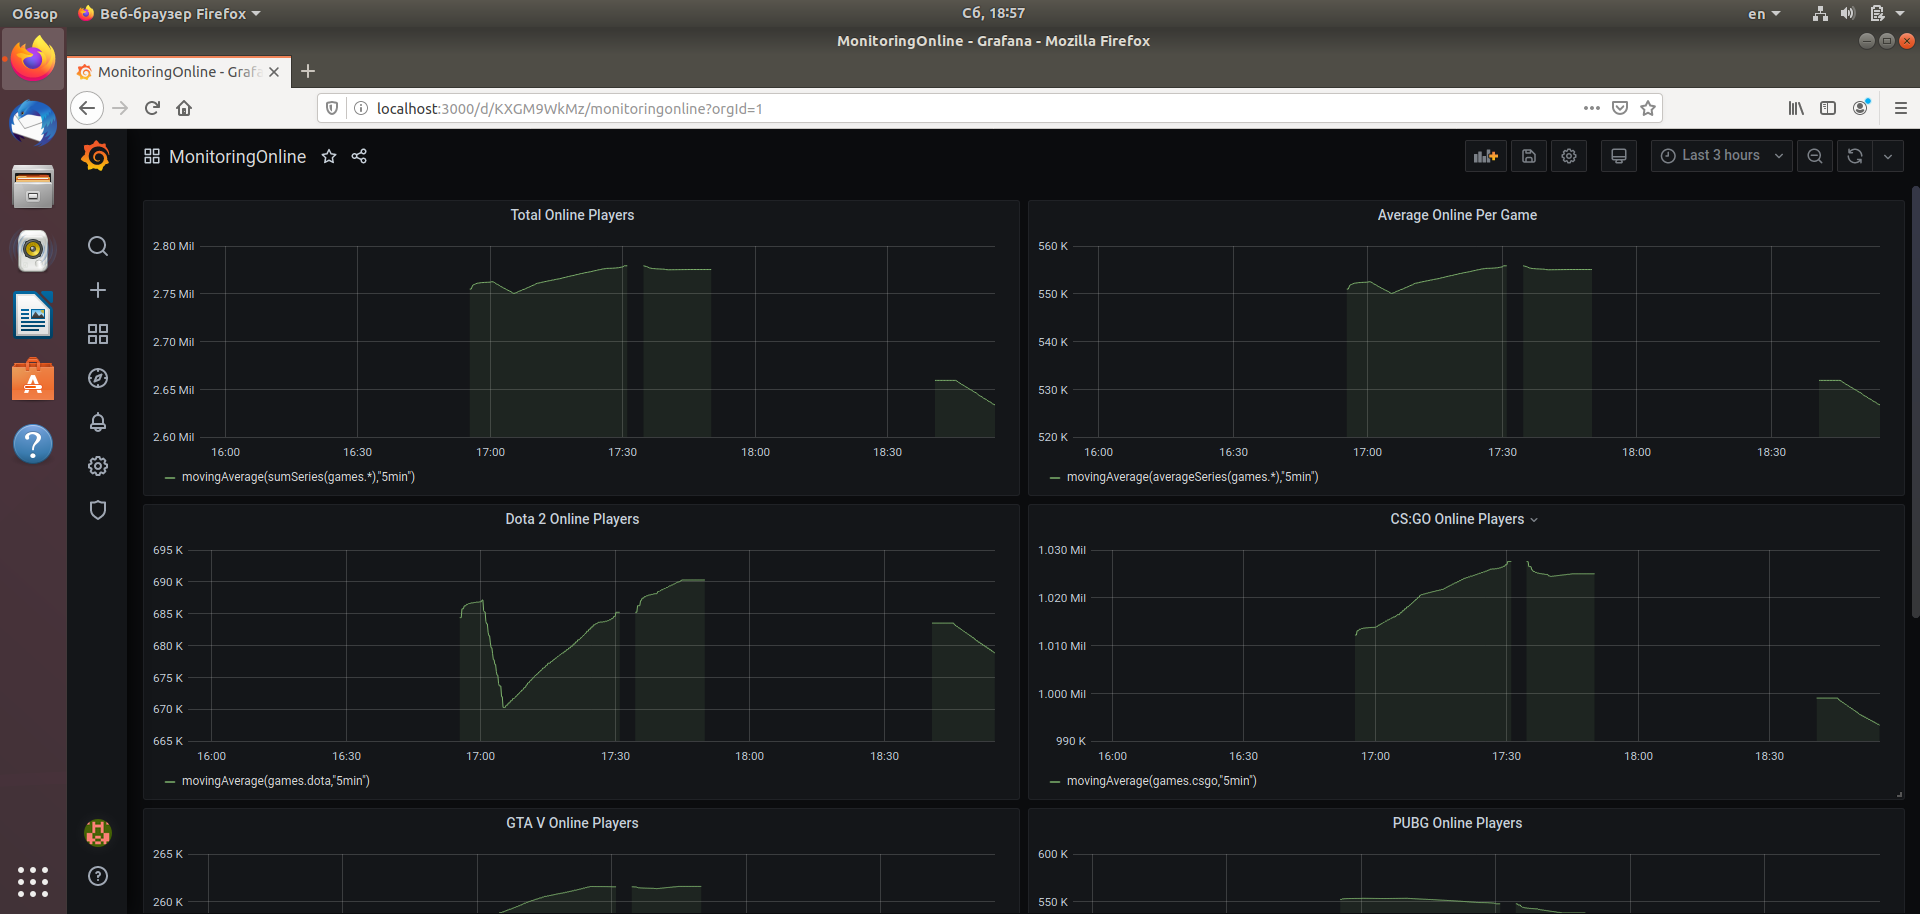 Обзор Веб-браузер Firefox Сб, 18:57 en
MonitoringOnline - Grafana - Mozilla Firefox
MonitoringOnline - Grafa
localhost:3000/d/KXGM9WkMz/monitoringonline?orgId=1
MonitoringOnline Last 3 hours
Total Online Players
2.80 Mil
2.75 Mil
2.70 Mil
2.65 Mil
2.60 Mil
16:00 16:30 17:00 17:30 18:00 18:30
movingAverage(sumSeries(games.*),"5min")
Average Online Per Game
560 K
550 K
540 K
530 K
520 K
16:00 16:30 17:00 17:30 18:00 18:30
movingAverage(averageSeries(games.*),"5min")
Dota 2 Online Players
695 K
690 K
685 K
680 K
675 K
670 K
665 K
16:00 16:30 17:00 17:30 18:00 18:30
movingAverage(games.dota,"5min")
CS:GO Online Players
1.030 Mil
1.020 Mil
1.010 Mil
1.000 Mil
990 K
16:00 16:30 17:00 17:30 18:00 18:30
movingAverage(games.csgo,"5min")
GTA V Online Players
265 K
260 K
PUBG Online Players
600 K
550 K